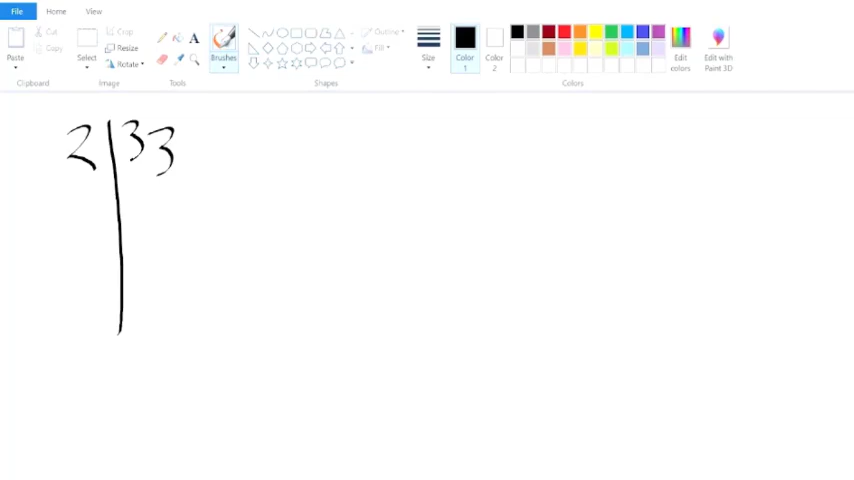 File Home View
Paste Cut Copy Clipboard
Select Crop Resize Rotate Image
A Tools
Brushes
Outline Fill Shapes
Size
Color 1 Color 2 Edit colors Colors
Edit with Paint 3D
2 | 33